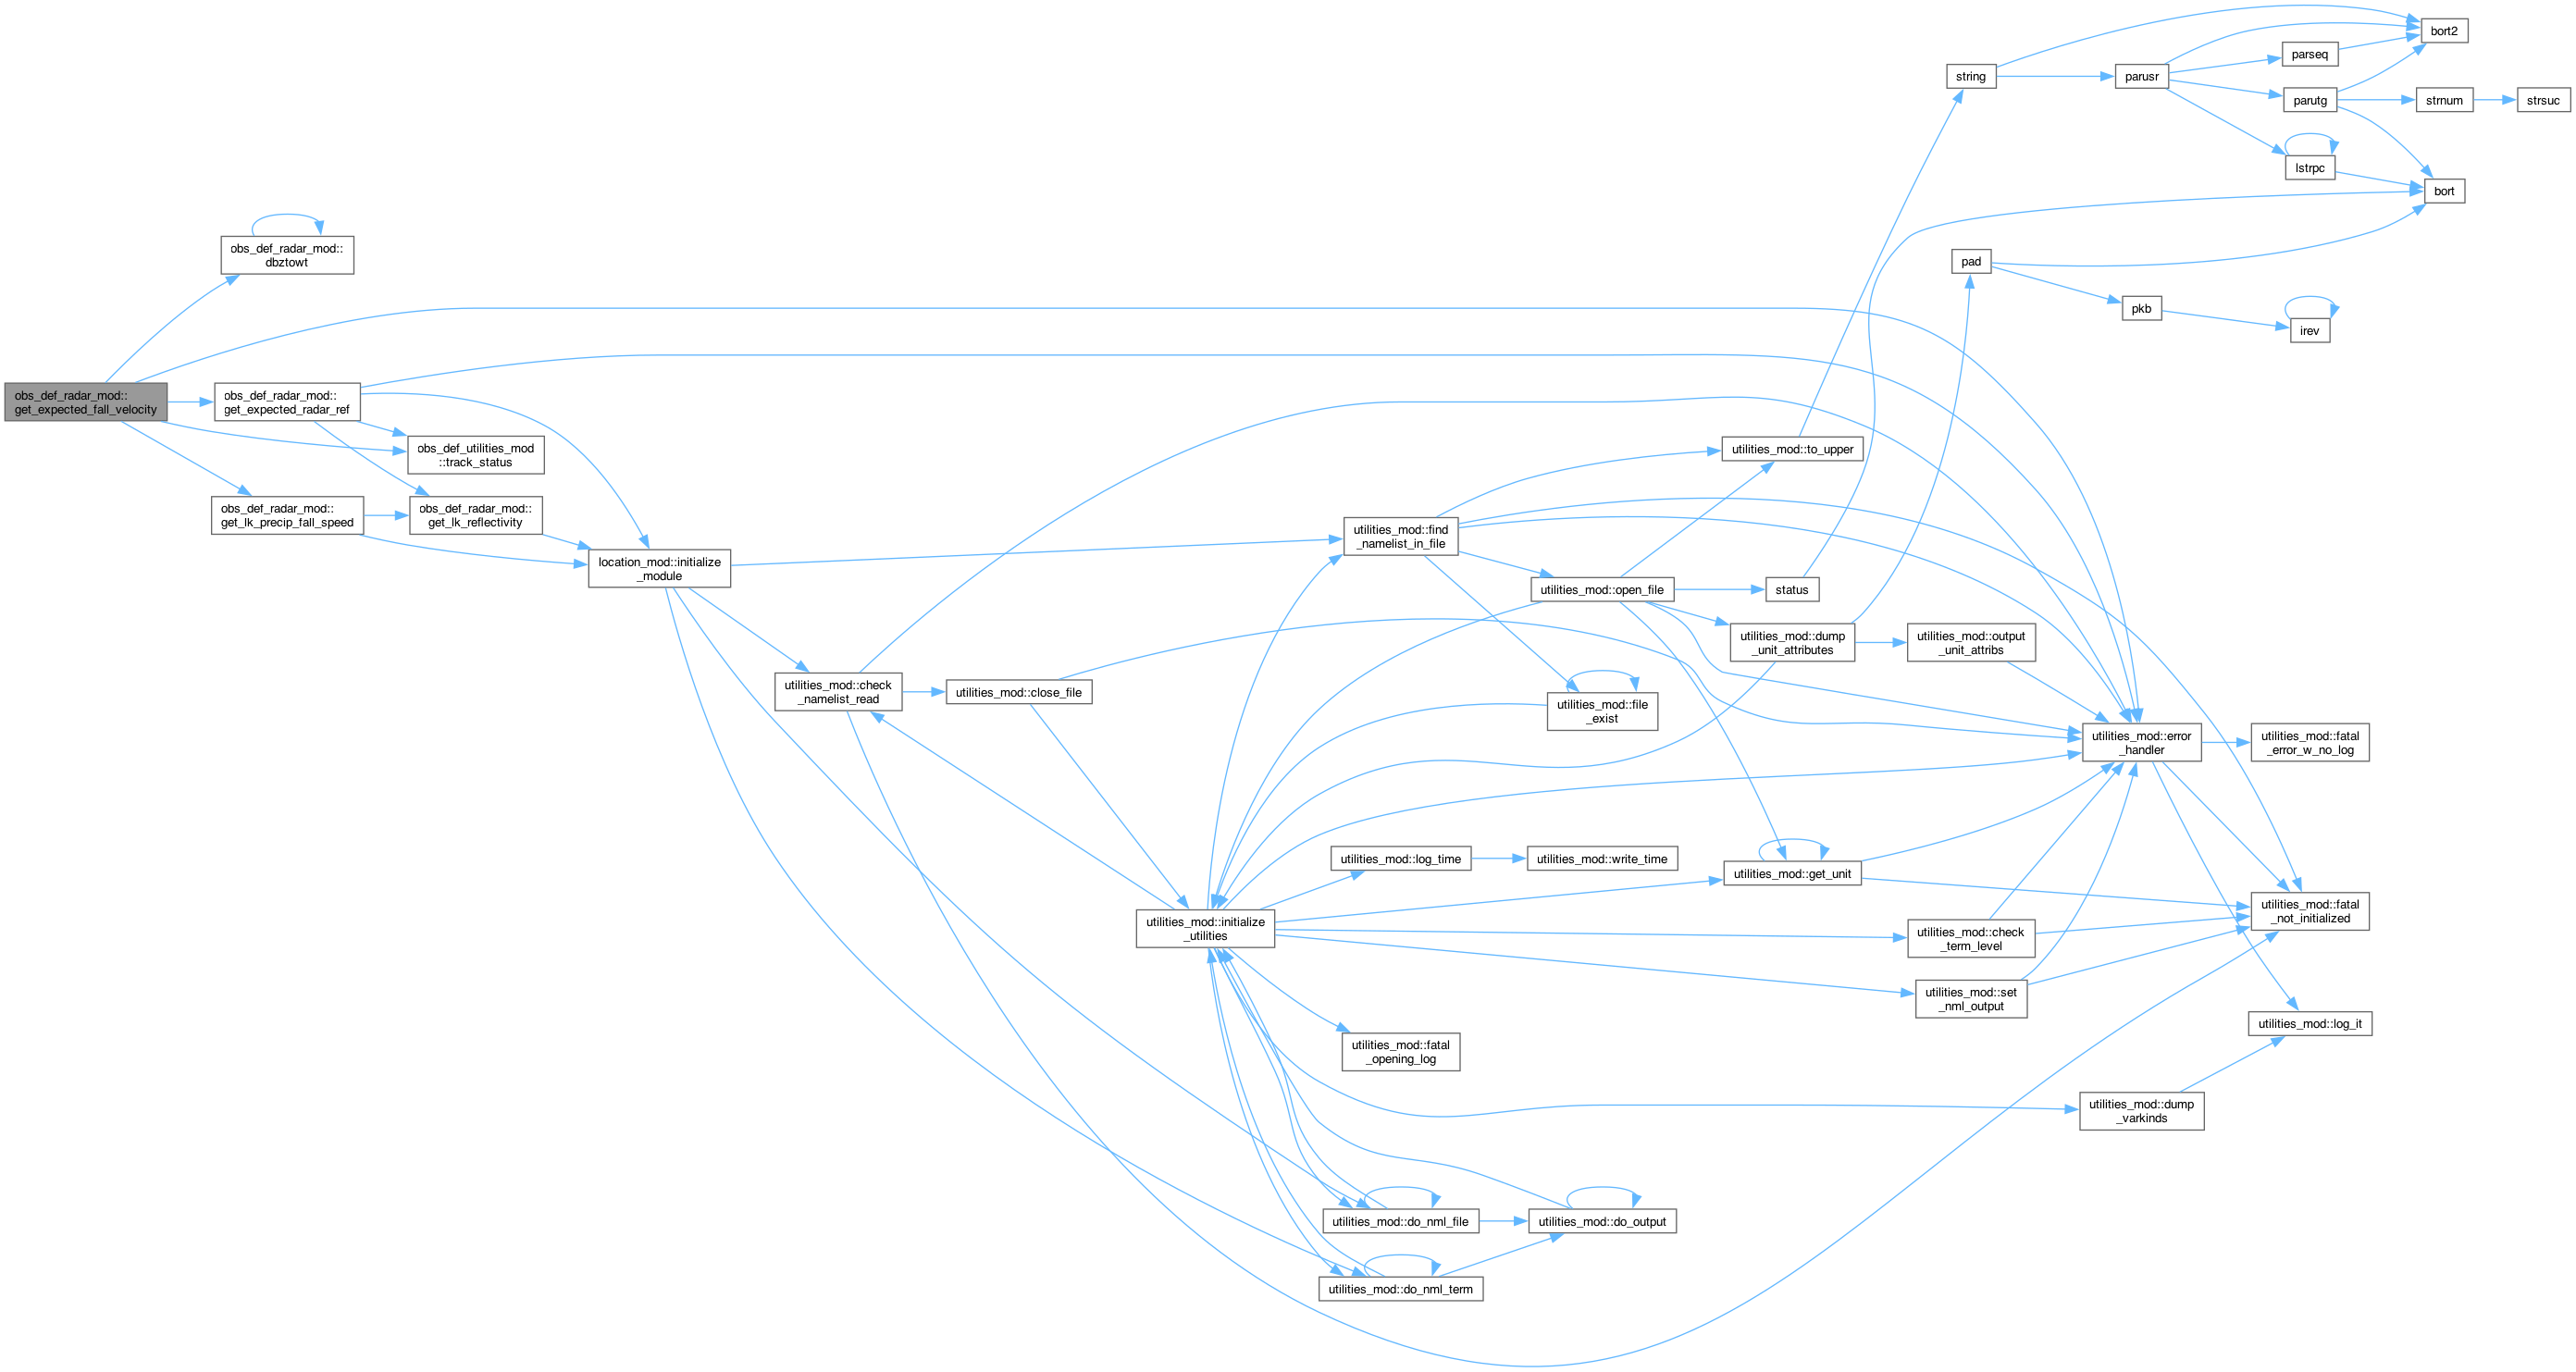 bort2
parseq
string
parusr
parutg
strnum
strsuc
lstrpc
bort
obs_def_radar_mod::
dbztowt
pad
pkb
irev
obs_def_radar_mod::
get_expected_fall_velocity
obs_def_radar_mod::
get_expected_radar_ref
obs_def_utilities_mod
::track_status
utilities_mod::to_upper
obs_def_radar_mod::
get_lk_precip_fall_speed
obs_def_radar_mod::
get_lk_reflectivity
utilities_mod::find
_namelist_in_file
location_mod::initialize
_module
utilities_mod::open_file
status
utilities_mod::dump
_unit_attributes
utilities_mod::output
_unit_attribs
utilities_mod::check
_namelist_read
utilities_mod::close_file
utilities_mod::file
_exist
utilities_mod::error
_handler
utilities_mod::fatal
_error_w_no_log
utilities_mod::log_time
utilities_mod::write_time
utilities_mod::get_unit
utilities_mod::initialize
_utilities
utilities_mod::check
_term_level
utilities_mod::fatal
_not_initialized
utilities_mod::set
_nml_output
utilities_mod::log_it
utilities_mod::fatal
_opening_log
utilities_mod::dump
_varkinds
utilities_mod::do_nml_file
utilities_mod::do_output
utilities_mod::do_nml_term